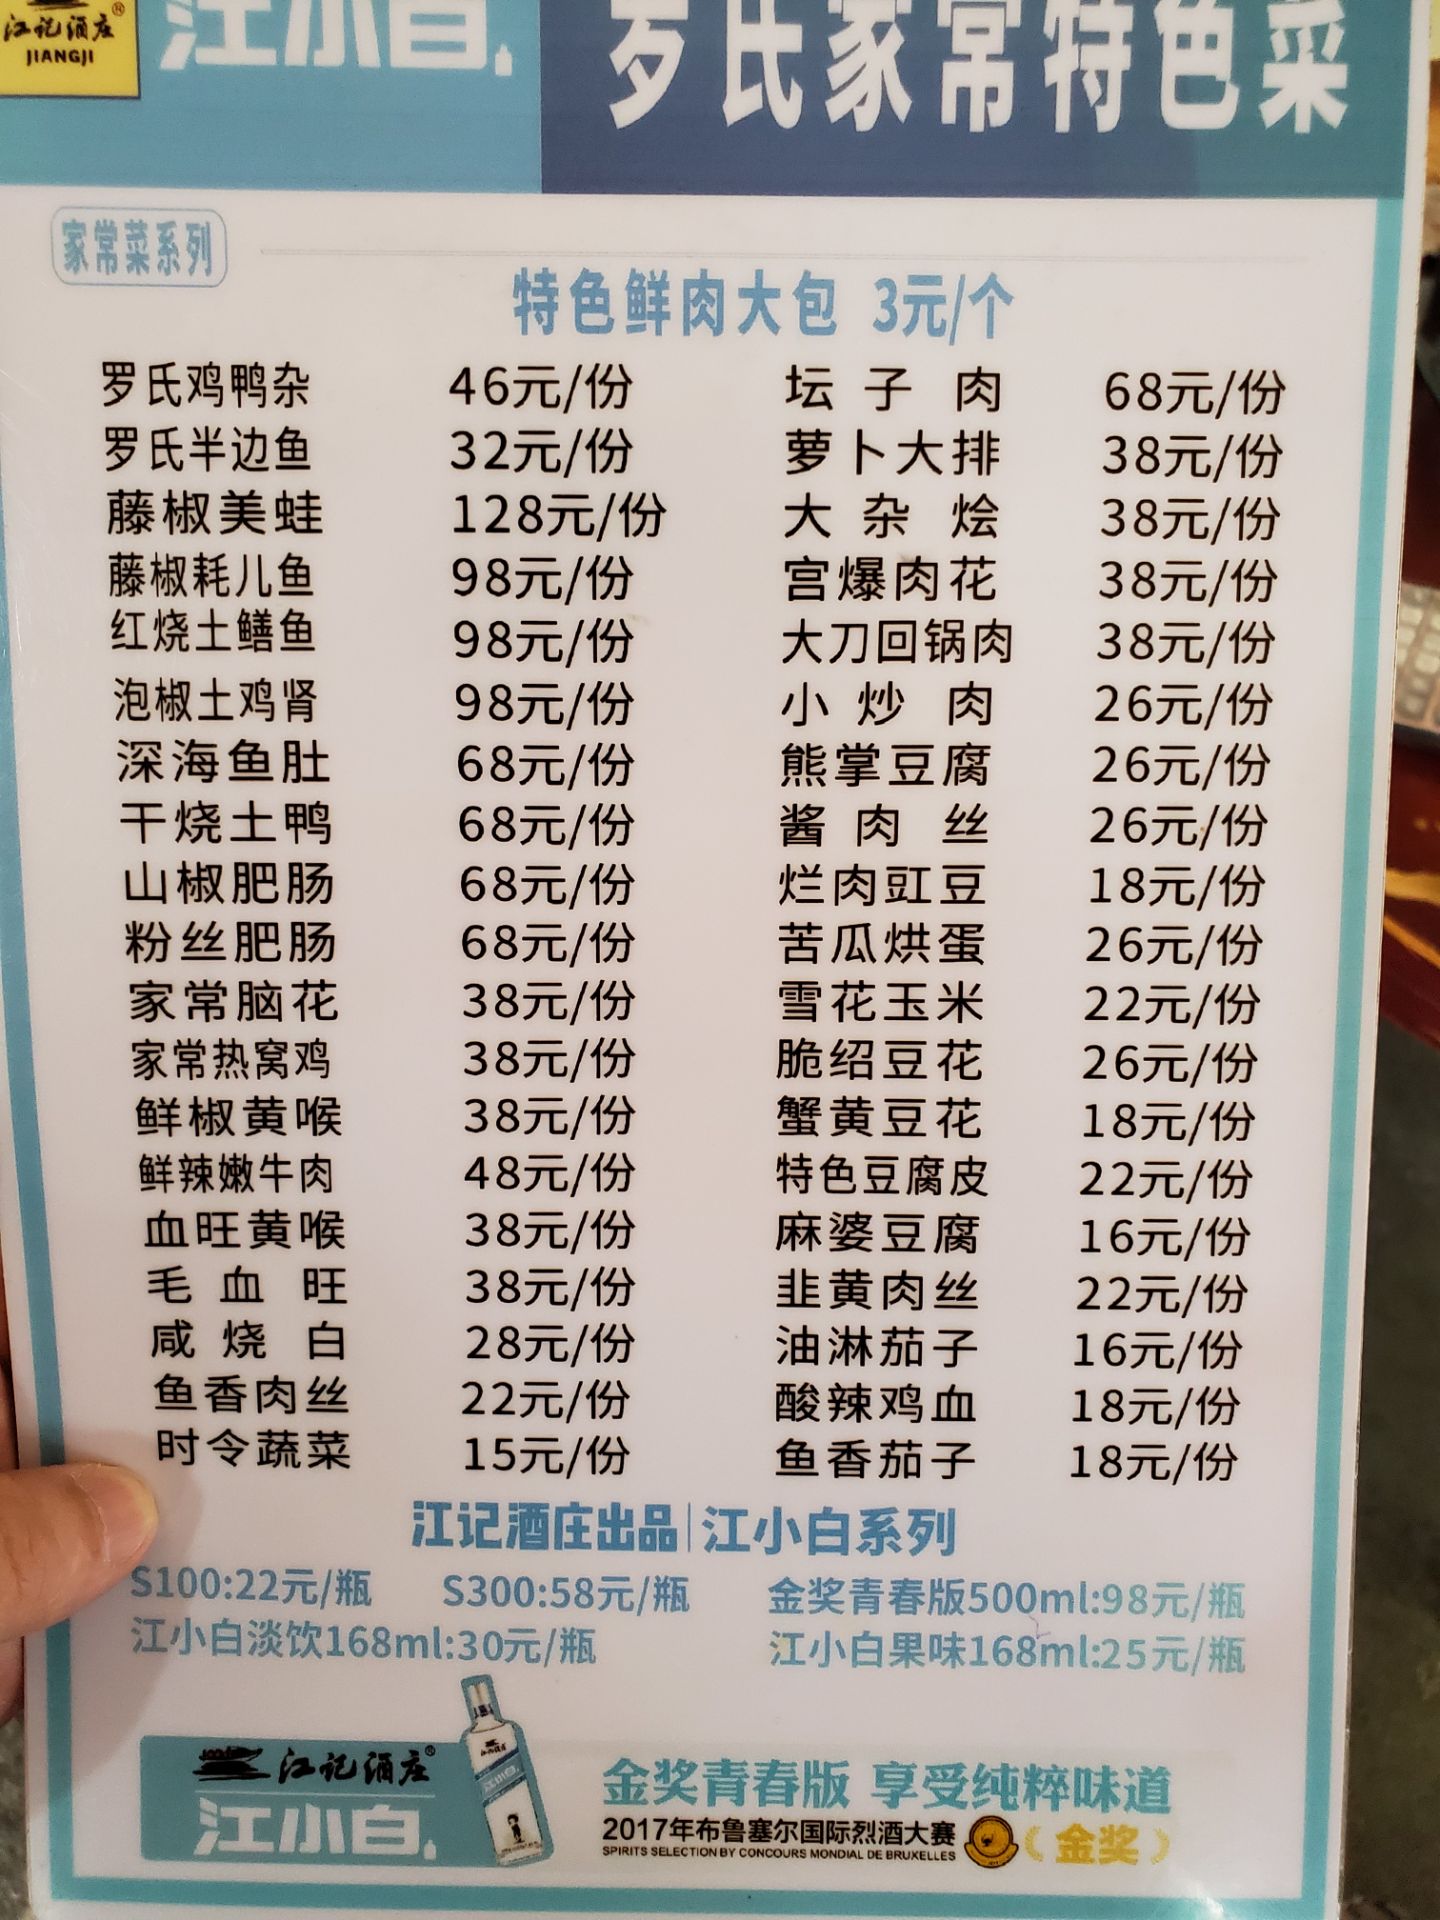 江记酒庄®
JIANGJI
江小白.
罗氏家常特色菜
家常菜系列
特色鲜肉大包 3元/个
罗氏鸡鸭杂 46元/份 坛子肉 68元/份
罗氏半边鱼 32元/份 萝卜大排 38元/份
藤椒美蛙 128元/份 大杂烩 38元/份
藤椒耗儿鱼 98元/份 宫爆肉花 38元/份
红烧土鳝鱼 98元/份 大刀回锅肉 38元/份
泡椒土鸡肾 98元/份 小炒肉 26元/份
深海鱼肚 68元/份 熊掌豆腐 26元/份
干烧土鸭 68元/份 酱肉丝 26元/份
山椒肥肠 68元/份 烂肉豇豆 18元/份
粉丝肥肠 68元/份 苦瓜烘蛋 26元/份
家常脑花 38元/份 雪花玉米 22元/份
家常热窝鸡 38元/份 脆绍豆花 26元/份
鲜椒黄喉 38元/份 蟹黄豆花 18元/份
鲜辣嫩牛肉 48元/份 特色豆腐皮 22元/份
血旺黄喉 38元/份 麻婆豆腐 16元/份
毛血旺 38元/份 韭黄肉丝 22元/份
咸烧白 28元/份 油淋茄子 16元/份
鱼香肉丝 22元/份 酸辣鸡血 18元/份
时令蔬菜 15元/份 鱼香茄子 18元/份
江记酒庄出品|江小白系列
S100:22元/瓶 S300:58元/瓶 金奖青春版500ml:98元/瓶
江小白淡饮168ml:30元/瓶 江小白果味168ml:25元/瓶
江记酒庄®
江小白.
金奖青春版 享受纯粹味道
2017年布鲁塞尔国际烈酒大赛
SPIRITS SELECTION BY CONCOURS MONDIAL DE BRUXELLES
(金奖)